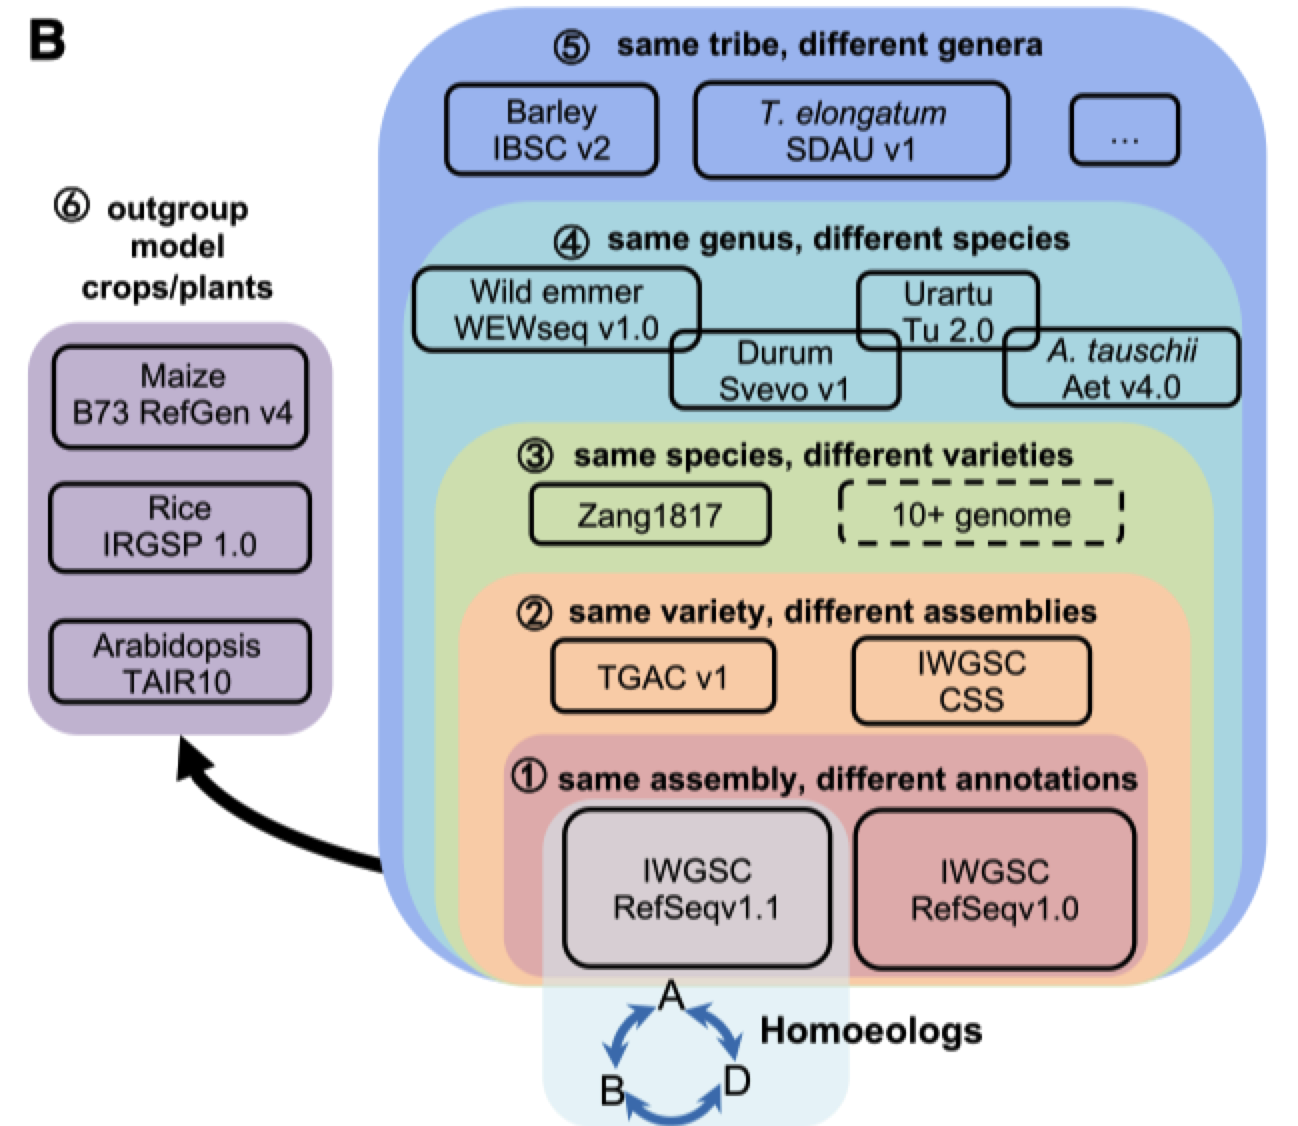 B
⑤ same tribe, different genera
Barley
IBSC v2
T. elongatum
SDAU v1
...
⑥ outgroup
model
crops/plants
Maize
B73 RefGen v4
Rice
IRGSP 1.0
Arabidopsis
TAIR10
④ same genus, different species
Wild emmer
WEWseq v1.0
Durum
Svevo v1
Urartu
Tu 2.0
A. tauschii
Aet v4.0
③ same species, different varieties
Zang1817
10+ genome
② same variety, different assemblies
TGAC v1
IWGSC
CSS
① same assembly, different annotations
IWGSC
RefSeqv1.1
IWGSC
RefSeqv1.0
A
B
D
Homoeologs